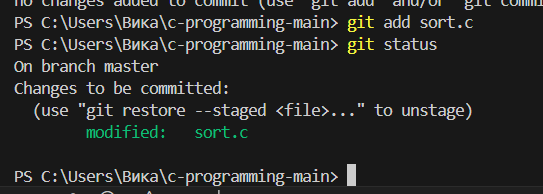 no changes added to commit (use "git add" and/or "git commi
PS C:\Users\Вика\c-programming-main> git add sort.c
PS C:\Users\Вика\c-programming-main> git status
On branch master
Changes to be committed:
  (use "git restore --staged <file>..." to unstage)
        modified:   sort.c
PS C:\Users\Вика\c-programming-main>